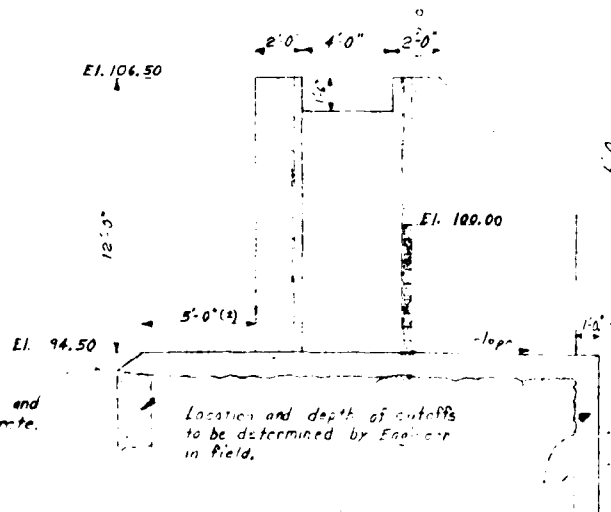 2'-0" 4'-0" 2'-0"
El. 106.50
1'-6"
12'-0"
El. 100.00
5'-0" (±)
1'-0"
El. 94.50
slope
and
Location and depth of cutoffs
to be determined by Engineer
in field.